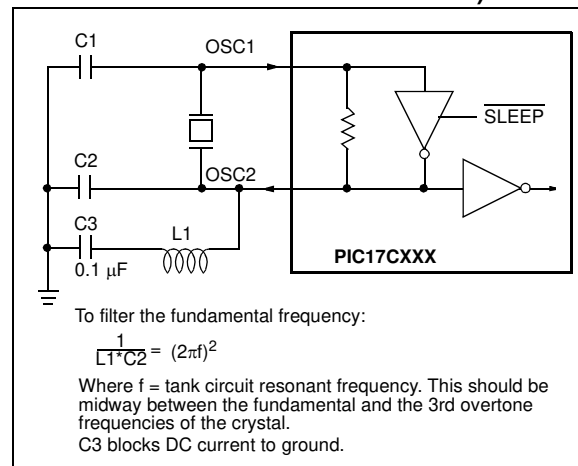 C1
OSC1
SLEEP
C2
OSC2
C3
L1
0.1 μF
PIC17CXXX
To filter the fundamental frequency:
1
L1*C2 = (2πf)2
Where f = tank circuit resonant frequency. This should be
midway between the fundamental and the 3rd overtone
frequencies of the crystal.
C3 blocks DC current to ground.